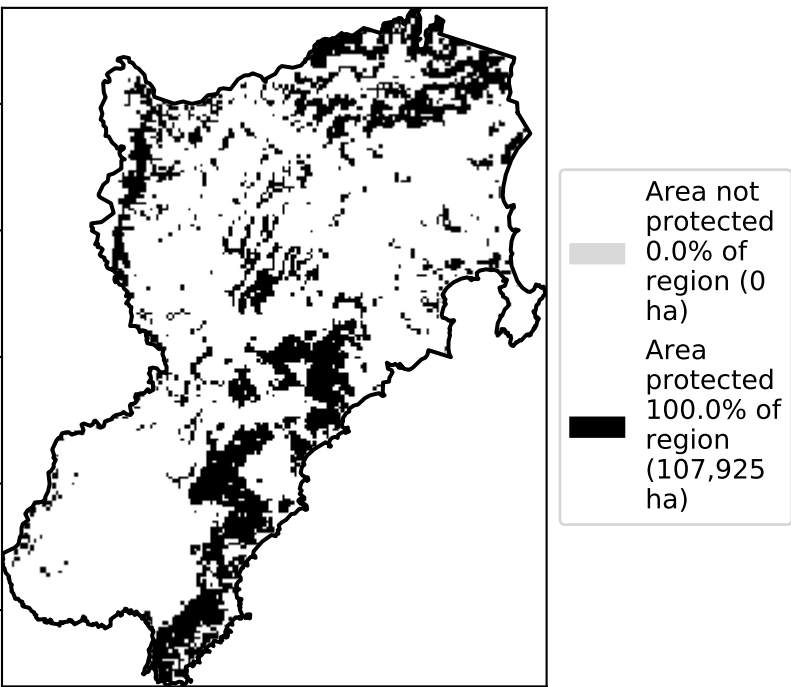 Area not
protected
0.0% of
region (0
ha)
Area
protected
100.0% of
region
(107,925
ha)